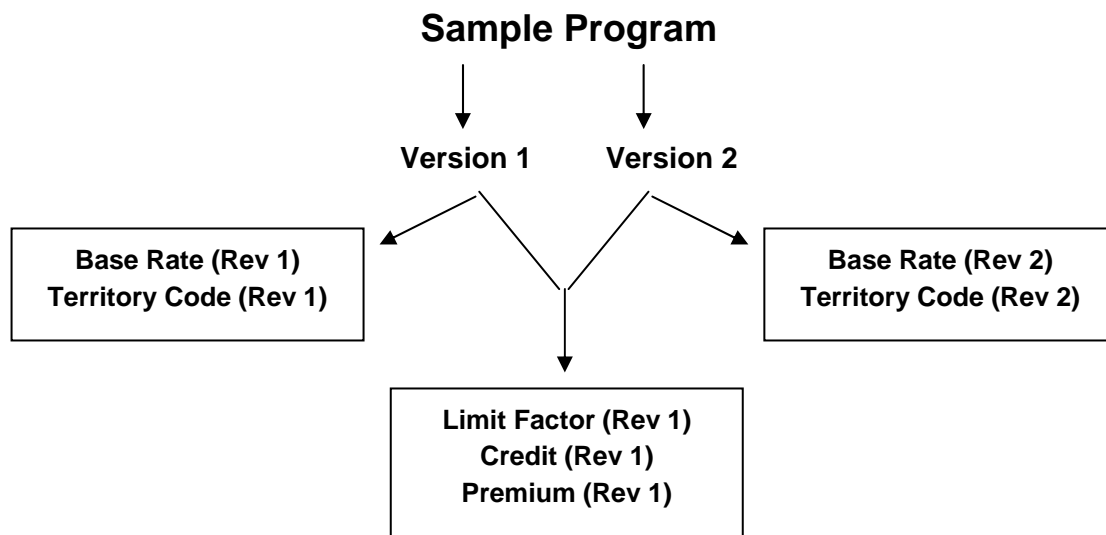 Sample Program
Version 1
Version 2
Base Rate (Rev 1)
Territory Code (Rev 1)
Base Rate (Rev 2)
Territory Code (Rev 2)
Limit Factor (Rev 1)
Credit (Rev 1)
Premium (Rev 1)